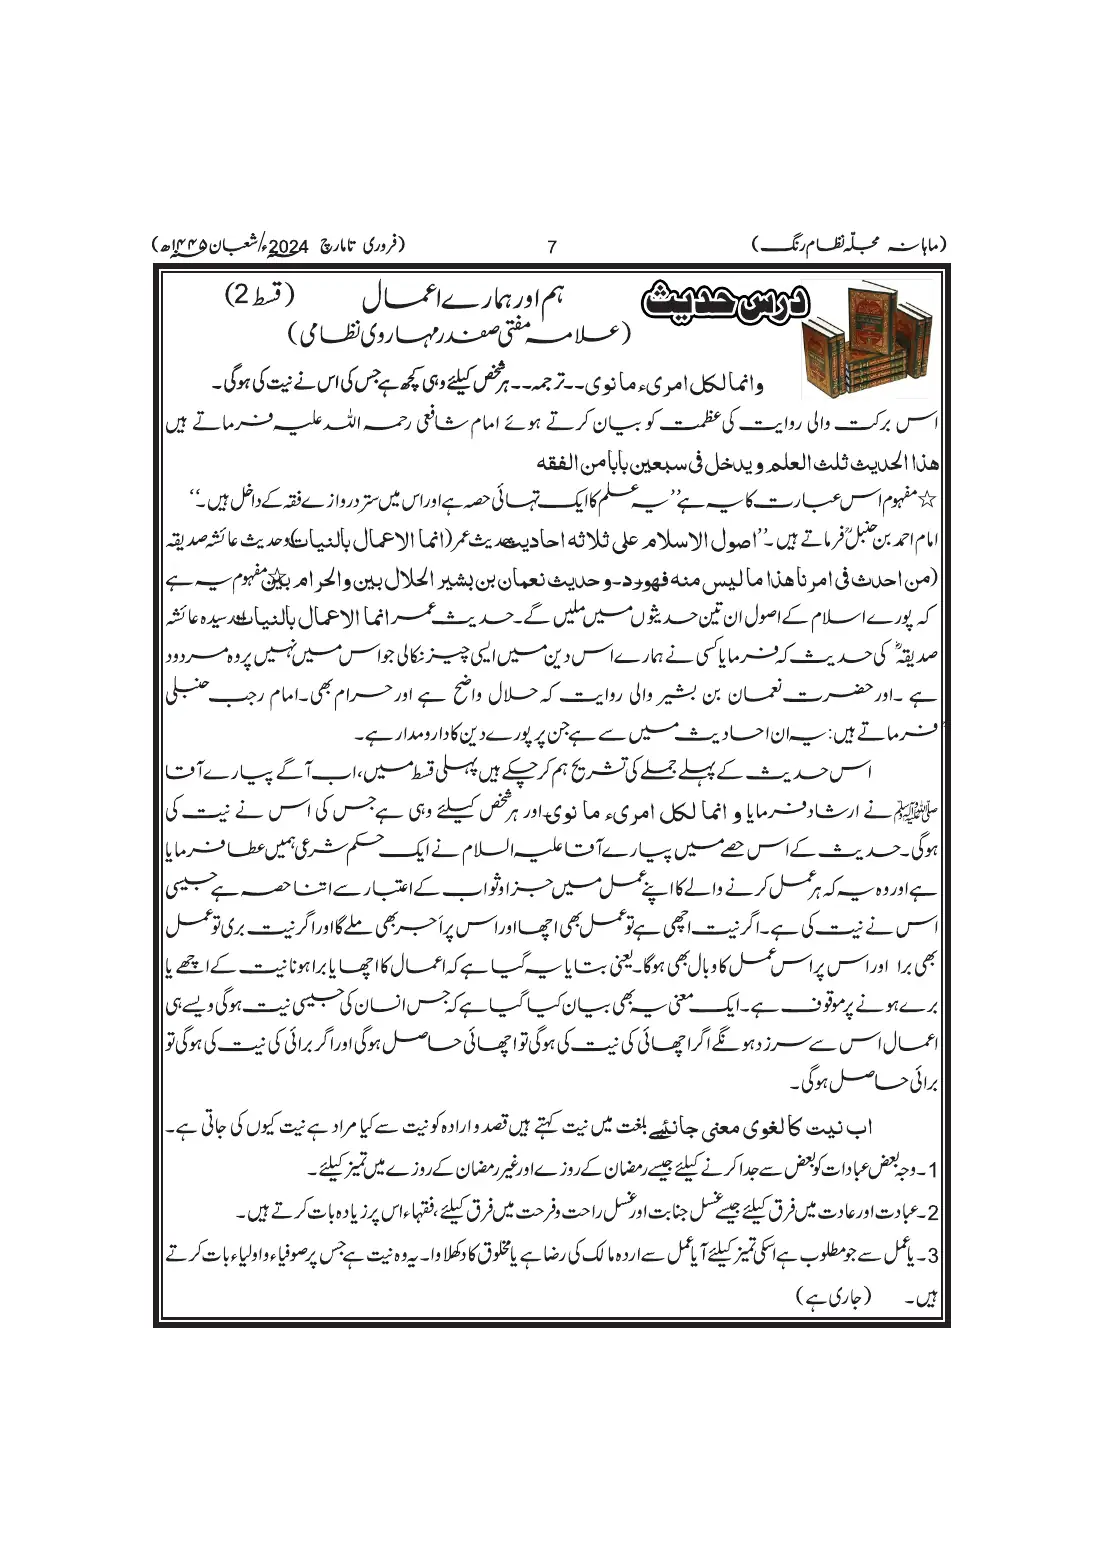 (ماہانہ مجلّہ نظام رنگ) 7 (فروری تا مارچ 2024ء/شعبان ۱۴۴۵ھ)
درس حدیث
ہم اور ہمارے اعمال (قسط 2)
(علامہ مفتی صفدر مہاروی نظامی)
وانما لکل امریء ما نوی۔۔ترجمہ۔۔ہر شخص کیلئے وہی کچھ ہے جس کی اس نے نیت کی ہوگی۔
اس برکت والی روایت کی عظمت کو بیان کرتے ہوئے امام شافعی رحمہ اللہ علیہ فرماتے ہیں
ھذا الحدیث ثلث العلم و یدخل فی سبعین بابا من الفقہ
☆ مفہوم اس عبارت کا یہ ہے’’یہ علم کا ایک تہائی حصہ ہے اور اس میں ستر دروازے فقہ کے داخل ہیں۔‘‘
امام احمد بن حنبلؒ فرماتے ہیں۔’’اصول الاسلام علی ثلاثہ احادیث حدیث عمر (انما الاعمال بالنیات) وحدیث عائشہ صدیقہ
(من احدث فی امرنا ھذا ما لیس منہ فھو رد۔و حدیث نعمان بن بشیر الحلال بین والحرام بین ☆ مفہوم یہ ہے
کہ پورے اسلام کے اصول ان تین حدیثوں میں ملیں گے۔حدیث عمر انما الاعمال بالنیات درسیدہ عائشہ
صدیقہؓ کی حدیث کہ فرمایا کسی نے ہمارے اس دین میں ایسی چیز نکالی جو اس میں نہیں پر وہ مردود
ہے ۔اور حضرت نعمان بن بشیر والی روایت کہ حلال واضح ہے اور حرام بھی۔امام رجب حنبلی
فرماتے ہیں: یہ ان احادیث میں سے ہے جن پر پورے دین کا دارومدار ہے۔
اس حدیث کے پہلے جملے کی تشریح ہم کر چکے ہیں پہلی قسط میں،اب آگے پیارے آقا
ﷺ نے ارشاد فرمایا و انما لکل امریء ما نوی اور ہر شخص کیلئے وہی ہے جس کی اس نے نیت کی
ہوگی۔حدیث کے اس حصے میں پیارے آقا علیہ السلام نے ایک حکم شرعی ہمیں عطا فرمایا
ہے اور وہ یہ کہ ہر عمل کرنے والے کا اپنے عمل میں جزا و ثواب کے اعتبار سے اتنا حصہ ہے جیسی
اس نے نیت کی ہے۔اگر نیت اچھی ہے تو عمل بھی اچھا اور اس پر أجر بھی ملے گا اور اگر نیت بری تو عمل
بھی برا اور اس پر اس عمل کا وبال بھی ہوگا۔یعنی بتایا یہ گیا ہے کہ اعمال کا اچھا یا برا ہونا نیت کے اچھے یا
برے ہونے پر موقوف ہے۔ایک معنی یہ بھی بیان کیا گیا ہے کہ جس انسان کی جیسی نیت ہوگی ویسے ہی
اعمال اس سے سرزد ہونگے اگر اچھائی کی نیت کی ہوگی تو اچھائی حاصل ہوگی اور اگر برائی کی نیت کی ہوگی تو
برائی حاصل ہوگی۔
اب نیت کا لغوی معنی جانئیے بلغت میں نیت کہتے ہیں قصد و ارادہ کو نیت سے کیا مراد ہے نیت کیوں کی جاتی ہے۔
1۔وجہ بعض عبادات کو بعض سے جدا کرنے کیلئے جیسے رمضان کے روزے اور غیر رمضان کے روزے میں تمیز کیلئے۔
2۔عبادت اور عادت میں فرق کیلئے جیسے غسل جنابت اور غسل راحت و فرحت میں فرق کیلئے،فقہاء اس پر زیادہ بات کرتے ہیں۔
3۔یا عمل سے جو مطلوب ہے اسکی تمیز کیلئے آیا عمل سے اردہ مالک کی رضا ہے یا مخلوق کا دکھلاوا۔یہ وہ نیت ہے جس پر صوفیاء و اولیاء بات کرتے
ہیں۔ (جاری ہے)